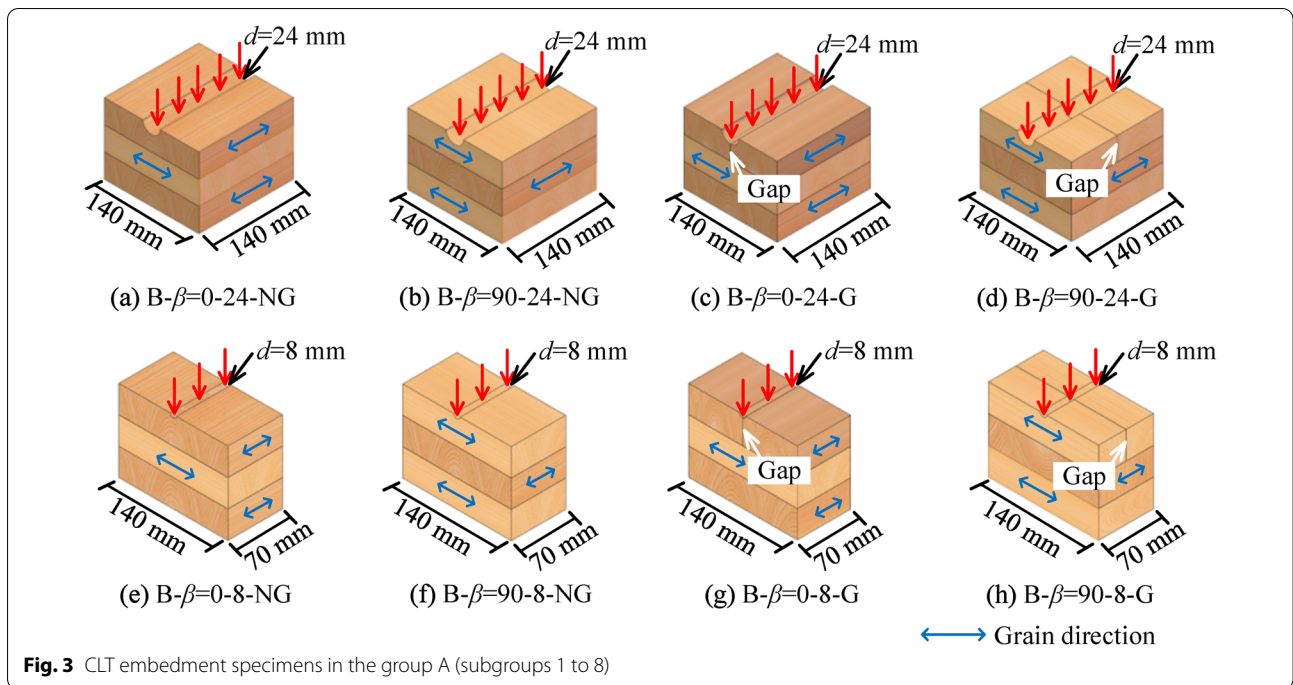 d=24 mm
d=24 mm
d=24 mm
d=24 mm
Gap
Gap
140 mm
140 mm
140 mm
140 mm
140 mm
140 mm
140 mm
140 mm
(a) B-β=0-24-NG
(b) B-β=90-24-NG
(c) B-β=0-24-G
(d) B-β=90-24-G
d=8 mm
d=8 mm
d=8 mm
d=8 mm
Gap
Gap
140 mm
70 mm
140 mm
70 mm
140 mm
70 mm
140 mm
70 mm
(e) B-β=0-8-NG
(f) B-β=90-8-NG
(g) B-β=0-8-G
(h) B-β=90-8-G
Grain direction
Fig. 3 CLT embedment specimens in the group A (subgroups 1 to 8)